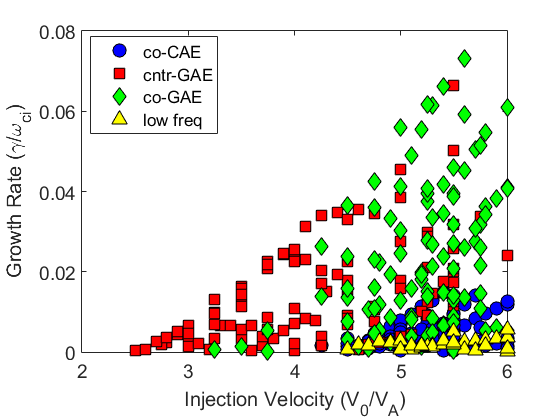 0.08
0.06
0.04
0.02
0
2 3 4 5 6
Growth Rate (γ/ω_ci)
Injection Velocity (V_0/V_A)
co-CAE
cntr-GAE
co-GAE
low freq